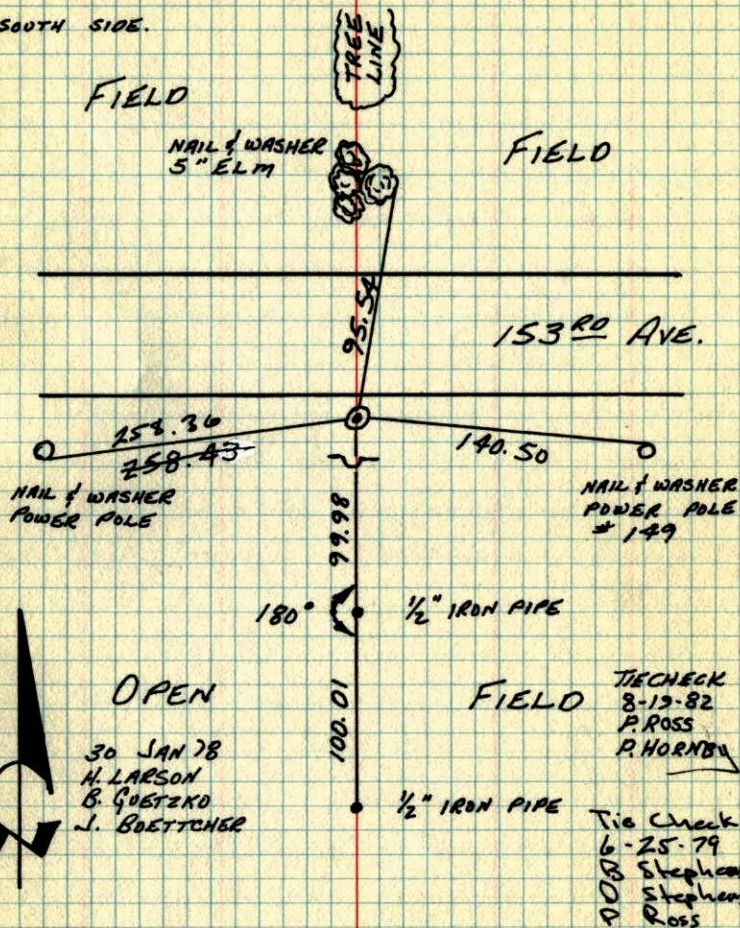 SOUTH SIDE.
TREE
LINE
FIELD
NAIL & WASHER
5" ELM
FIELD
95.54
153RD AVE.
258.36
258.43
140.50
NAIL & WASHER
POWER POLE
NAIL & WASHER
POWER POLE
# 149
99.98
180°
1/2" IRON PIPE
OPEN
FIELD
100.01
TIECHECK
8-19-82
P. ROSS
P. HORNBY
30 JAN 78
H. LARSON
B. GOETZKO
J. BOETTCHER
1/2" IRON PIPE
Tie Check
6-25-79
B Stephen
D Stephen
P Ross